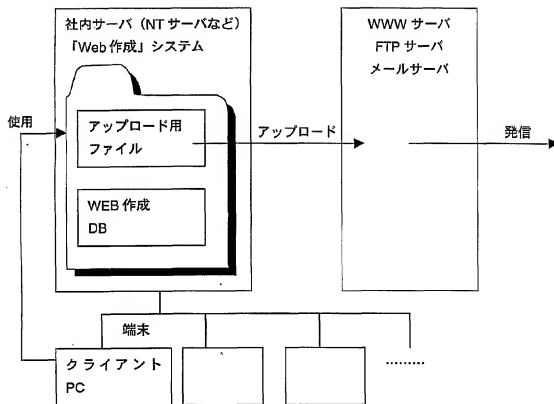 社内サーバ（NTサーバなど）
「Web作成」システム
WWWサーバ
FTPサーバ
メールサーバ
使用
アップロード用
ファイル
アップロード
発信
WEB作成
DB
端末
クライアント
PC
………